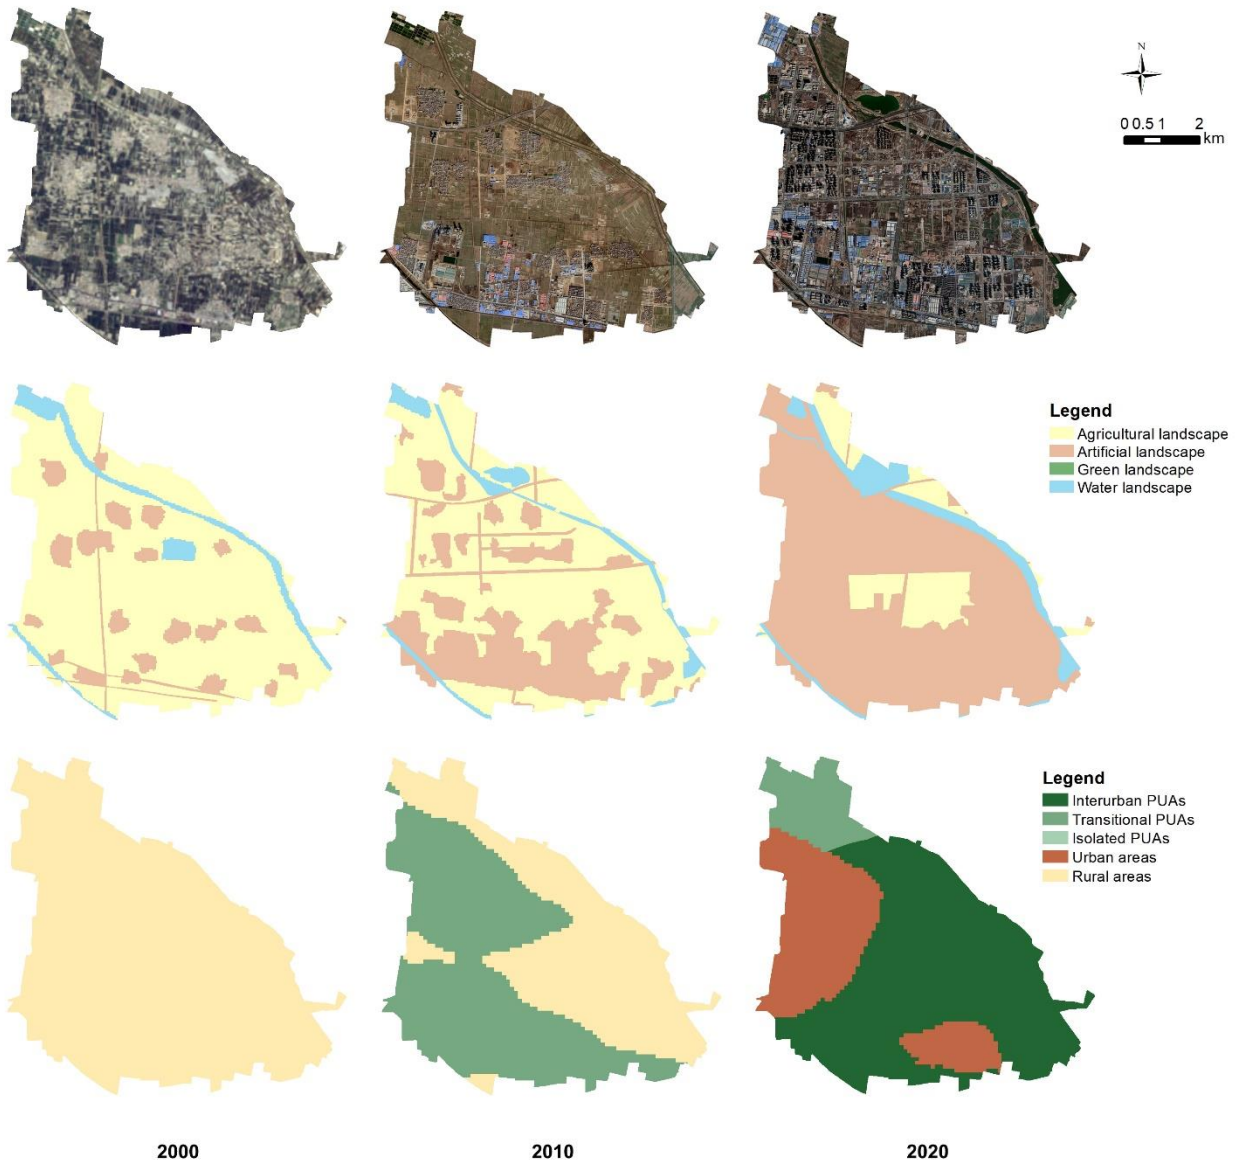 N
0 0.5 1 2
km
Legend
Agricultural landscape
Artificial landscape
Green landscape
Water landscape
Legend
Interurban PUAs
Transitional PUAs
Isolated PUAs
Urban areas
Rural areas
2000 2010 2020